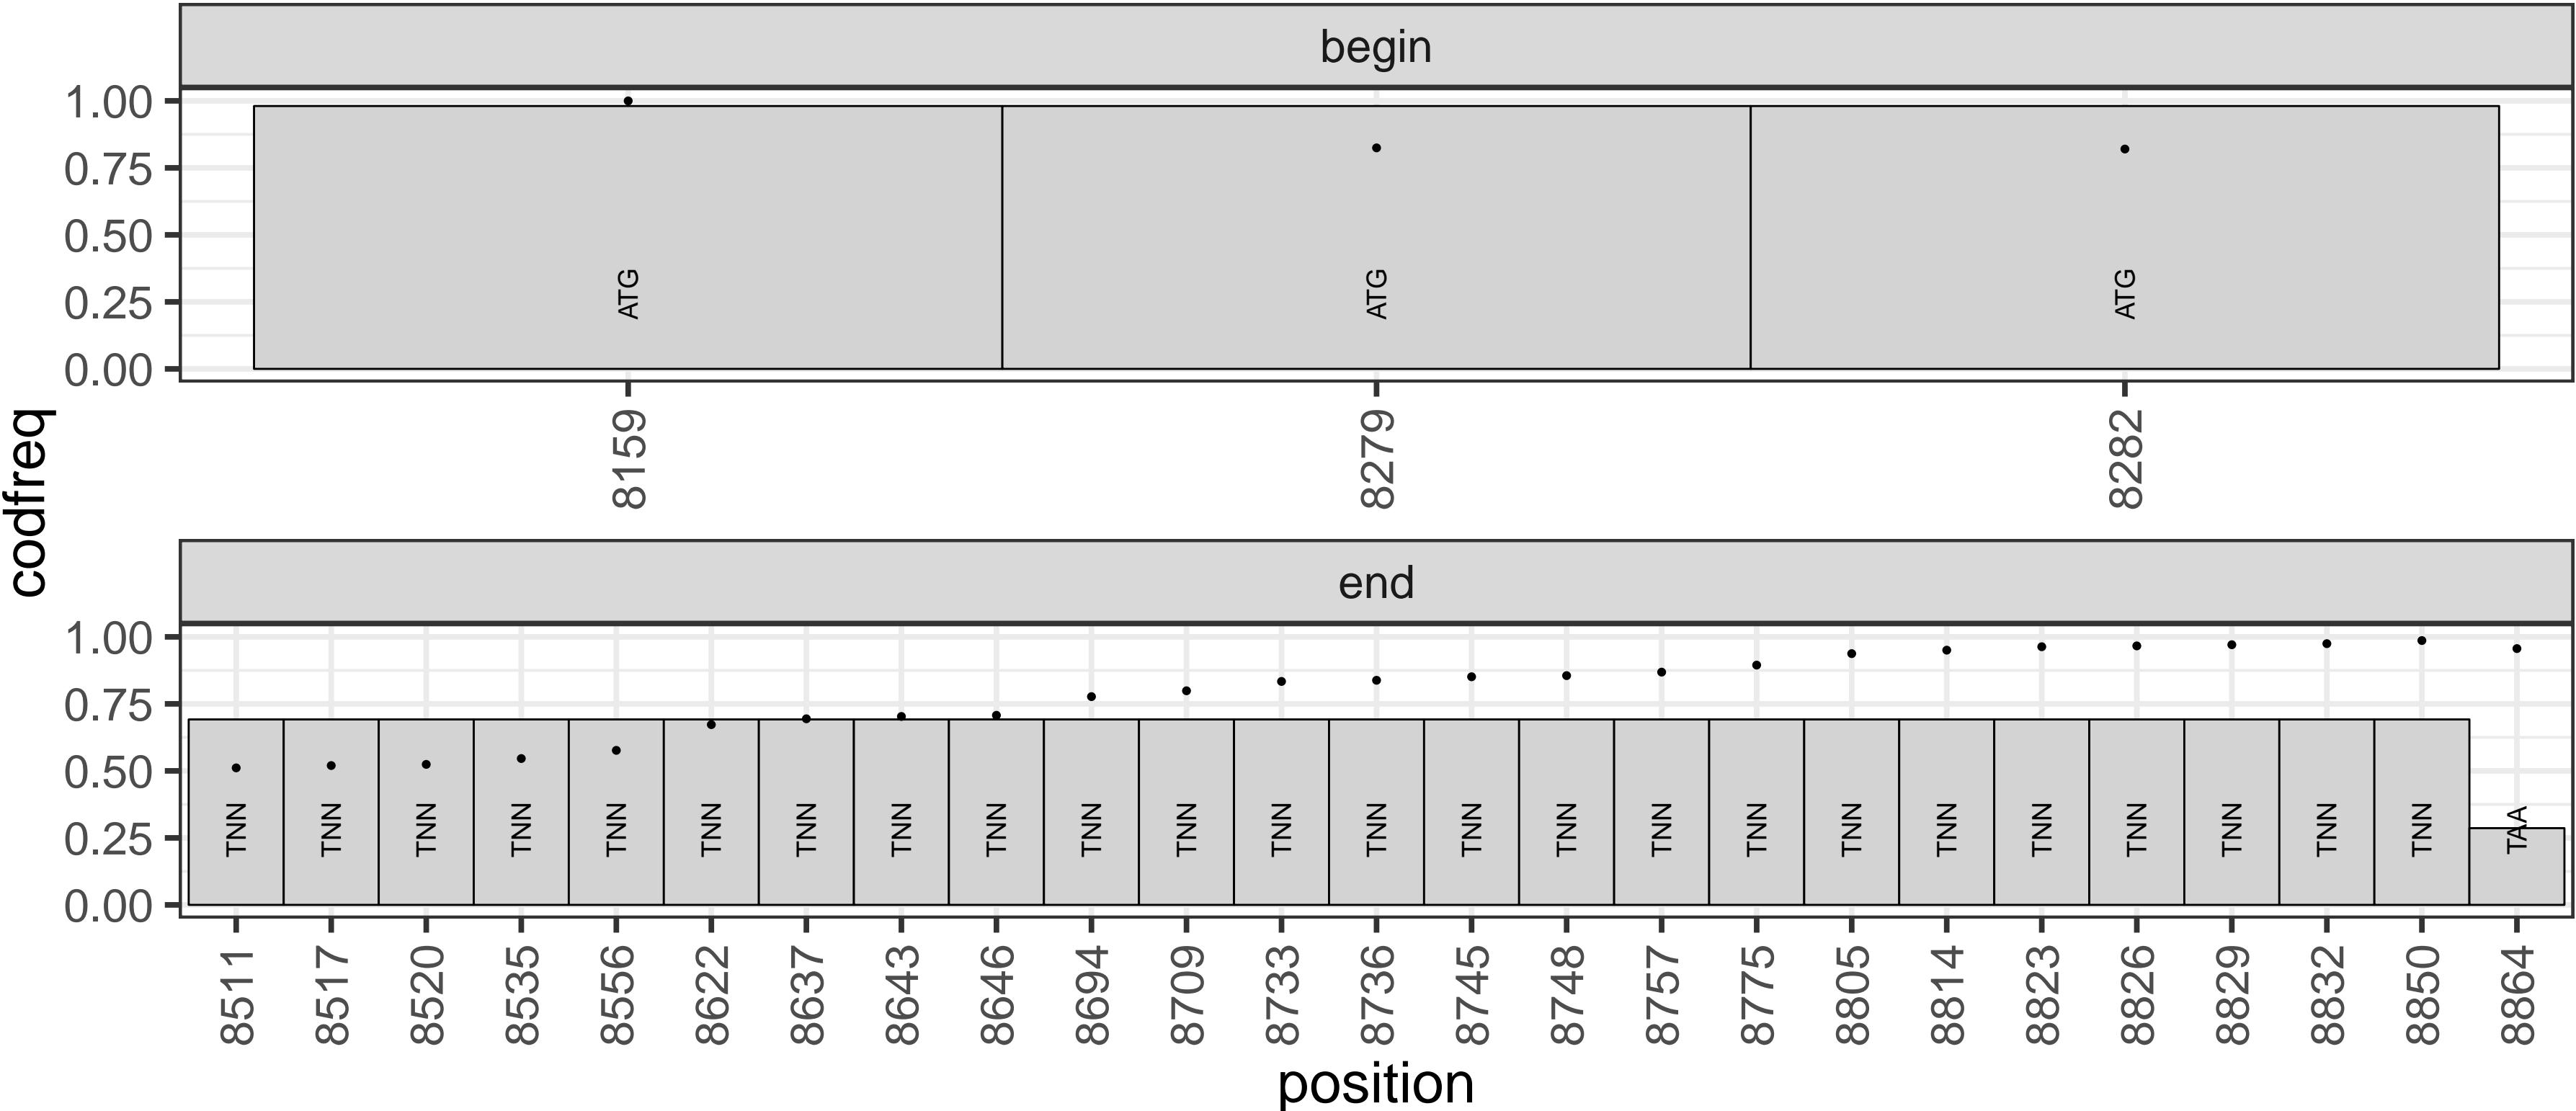 begin
1.00
0.75
0.50
0.25
0.00
ATG ATG ATG
8159 8279 8282
codfreq
end
1.00
0.75
0.50
0.25
0.00
TNN TNN TNN TNN TNN TNN TNN TNN TNN TNN TNN TNN TNN TNN TNN TNN TNN TNN TNN TNN TNN TNN TNN TNN TAA
8511 8517 8520 8535 8556 8622 8637 8643 8646 8694 8709 8733 8736 8745 8748 8757 8775 8805 8814 8823 8826 8829 8832 8850 8864
position